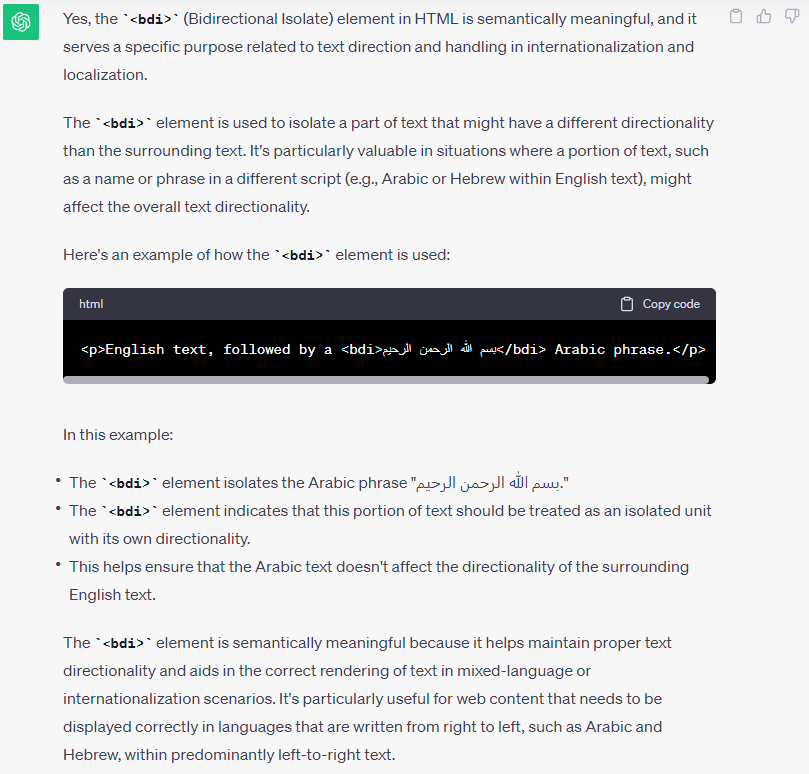 Yes, the `<bdi>` (Bidirectional Isolate) element in HTML is semantically meaningful, and it
serves a specific purpose related to text direction and handling in internationalization and
localization.
The `<bdi>` element is used to isolate a part of text that might have a different directionality
than the surrounding text. It's particularly valuable in situations where a portion of text, such
as a name or phrase in a different script (e.g., Arabic or Hebrew within English text), might
affect the overall text directionality.
Here's an example of how the `<bdi>` element is used:
html
Copy code
<p>English text, followed by a <bdi>بسم الله الرحمن الرحيم</bdi> Arabic phrase.</p>
In this example:
• The `<bdi>` element isolates the Arabic phrase "بسم الله الرحمن الرحيم."
• The `<bdi>` element indicates that this portion of text should be treated as an isolated unit
with its own directionality.
• This helps ensure that the Arabic text doesn't affect the directionality of the surrounding
English text.
The `<bdi>` element is semantically meaningful because it helps maintain proper text
directionality and aids in the correct rendering of text in mixed-language or
internationalization scenarios. It's particularly useful for web content that needs to be
displayed correctly in languages that are written from right to left, such as Arabic and
Hebrew, within predominantly left-to-right text.